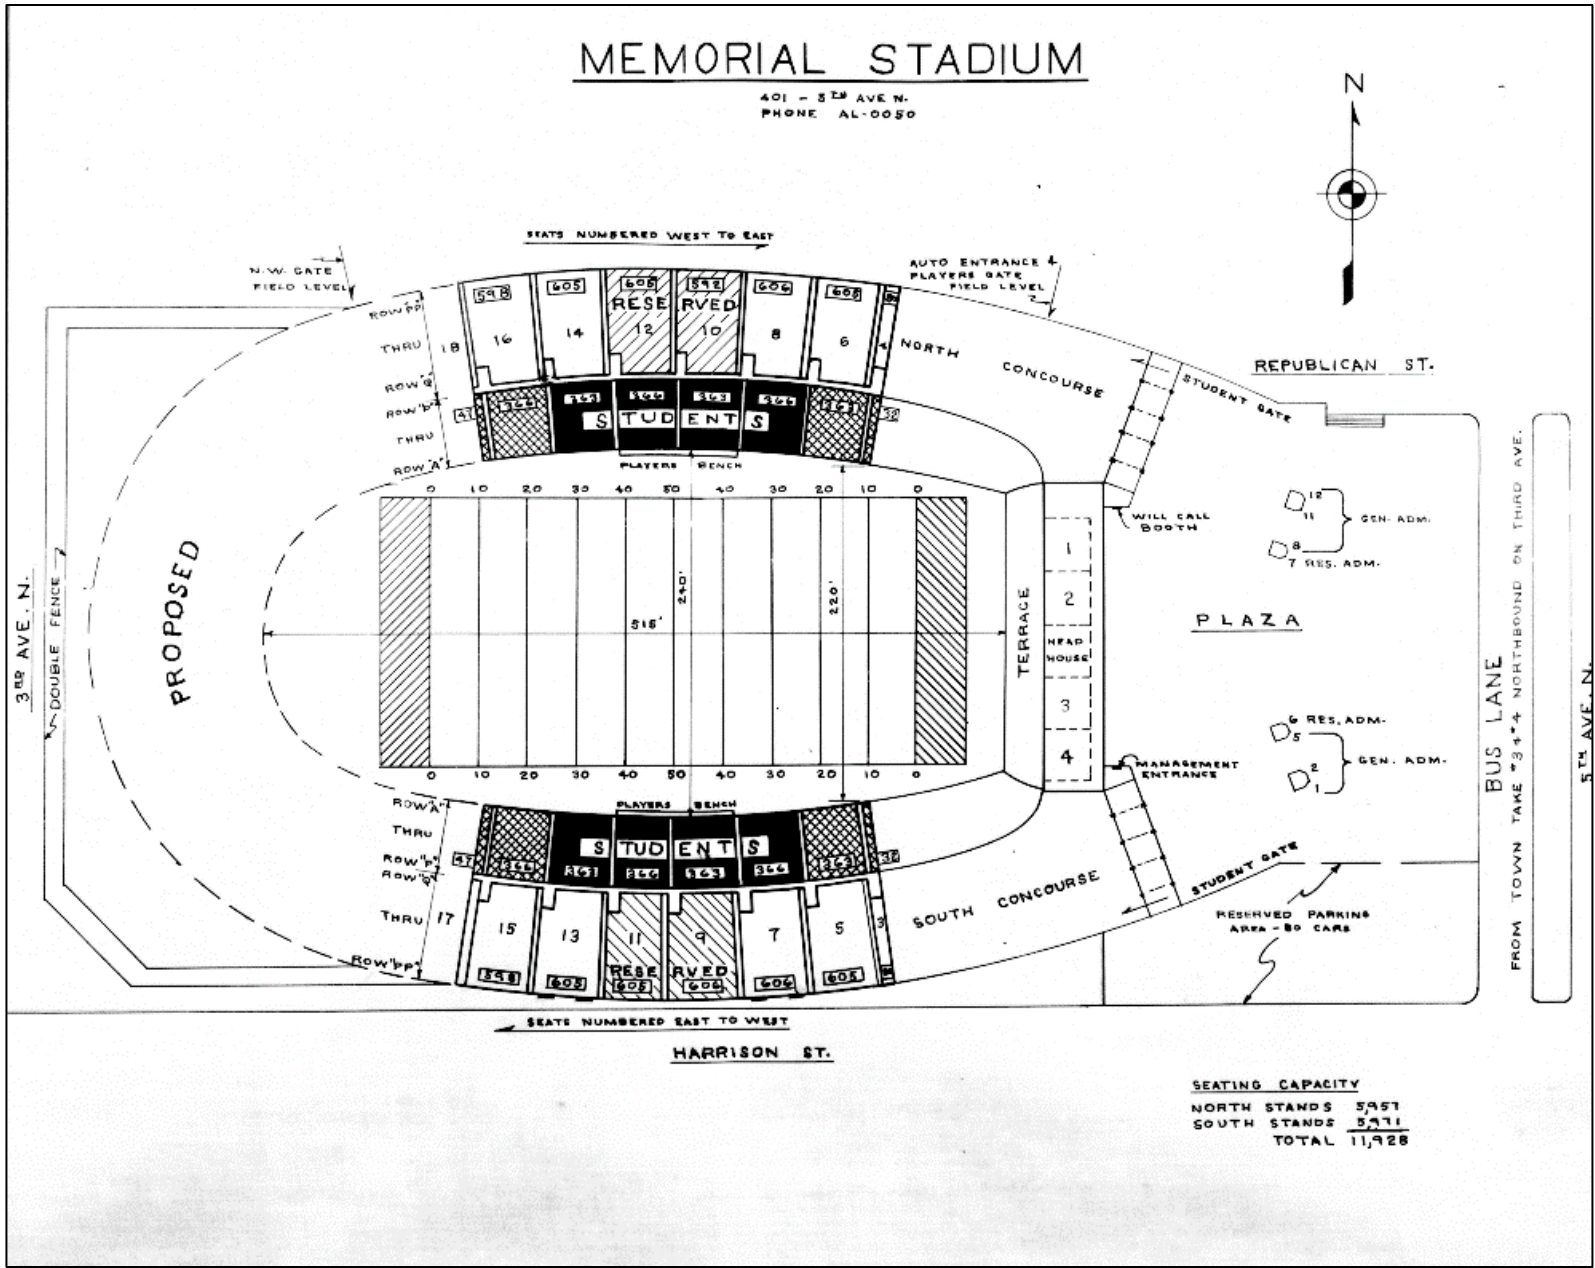 MEMORIAL STADIUM
401 - 5TH AVE N.
PHONE AL-0050
N
SEATS NUMBERED WEST TO EAST
N.W. GATE
FIELD LEVEL
AUTO ENTRANCE &
PLAYERS GATE
FIELD LEVEL
ROW "PP"
THRU
ROW "Q"
ROW "P"
THRU
ROW "A"
18
598
605
605
592
606
605
RESE RVED
16
14
12
10
8
6
4
NORTH CONCOURSE
REPUBLICAN ST.
STUDENT GATE
47
366
363
366
363
366
363
32
STUDENTS
PLAYERS BENCH
0 10 20 30 40 50 40 30 20 10 0
WILL CALL
BOOTH
12
11
GEN. ADM.
8
7 RES. ADM.
PROPOSED
3RD AVE. N.
DOUBLE FENCE
515'
240'
220'
TERRACE
1
2
HEAD
HOUSE
3
4
PLAZA
BUS LANE
FROM TOWN TAKE #3 & #4 NORTHBOUND ON THIRD AVE.
5TH AVE. N.
6 RES. ADM.
5
GEN. ADM.
2
1
MANAGEMENT
ENTRANCE
0 10 20 30 40 50 40 30 20 10 0
PLAYERS BENCH
ROW "A"
THRU
ROW "P"
ROW "Q"
THRU
ROW "PP"
STUDENTS
47
366
363
366
363
366
363
32
17
15
13
11
9
7
5
3
RESE RVED
598
605
605
606
606
605
SOUTH CONCOURSE
STUDENT GATE
RESERVED PARKING
AREA - 80 CARS
SEATS NUMBERED EAST TO WEST
HARRISON ST.
SEATING CAPACITY
NORTH STANDS 5,957
SOUTH STANDS 5,971
TOTAL 11,928